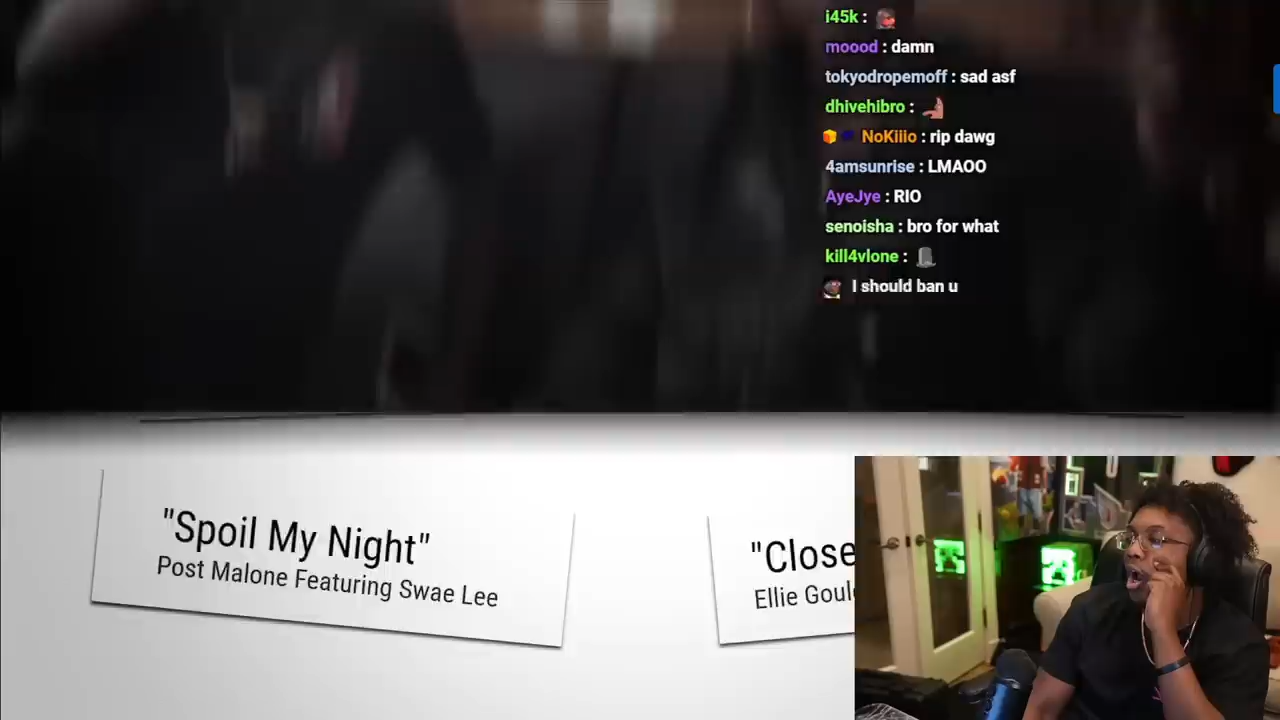 i45k :
moood : damn
tokyodropemoff : sad asf
dhivehibro :
NoKiiio : rip dawg
4amsunrise : LMAOO
AyeJye : RIO
senoisha : bro for what
kill4vlone :
I should ban u
"Spoil My Night"
Post Malone Featuring Swae Lee
"Close
Ellie Goul